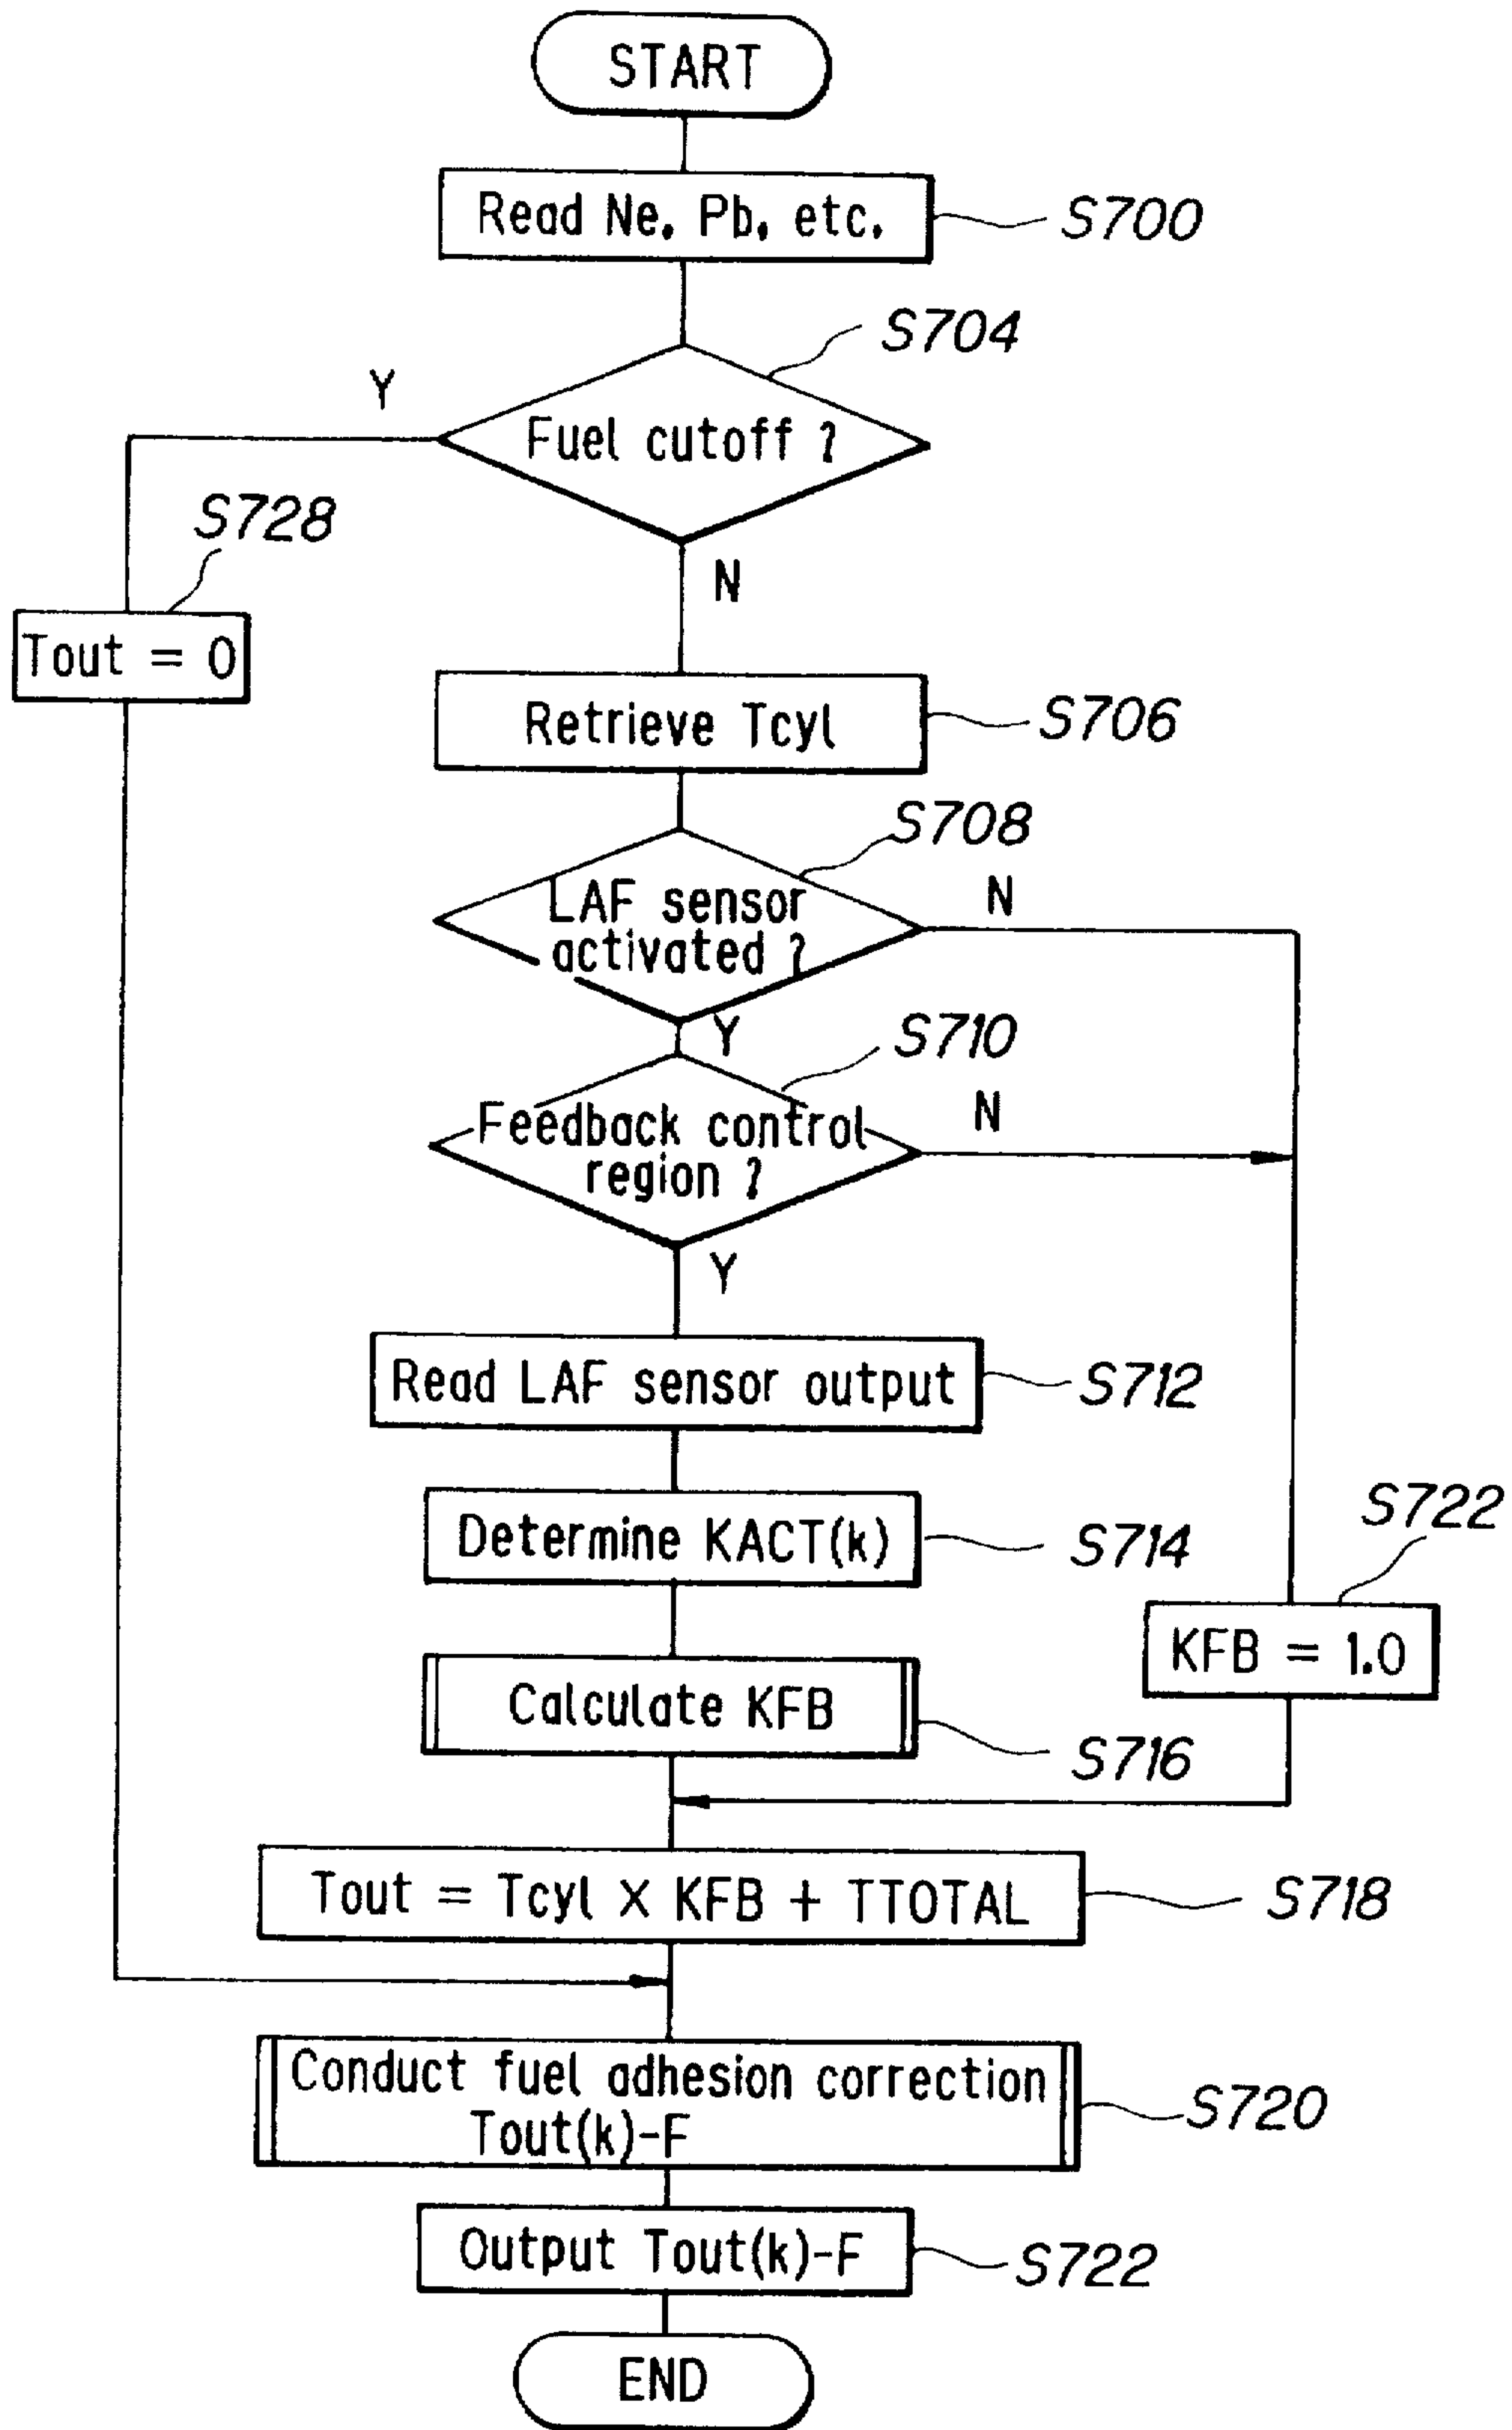 START
Read Ne, Pb, etc.
S700
S704
Y
Fuel cutoff ?
S728
N
Tout = 0
Retrieve Tcyl
S706
S708
LAF sensor
activated ?
N
Y
S710
Feedback control
region ?
N
Y
Read LAF sensor output
S712
Determine KACT(k)
S714
S722
KFB = 1.0
Calculate KFB
S716
Tout = Tcyl X KFB + TTOTAL
S718
Conduct fuel adhesion correction
Tout(k)-F
S720
Output Tout(k)-F
S722
END